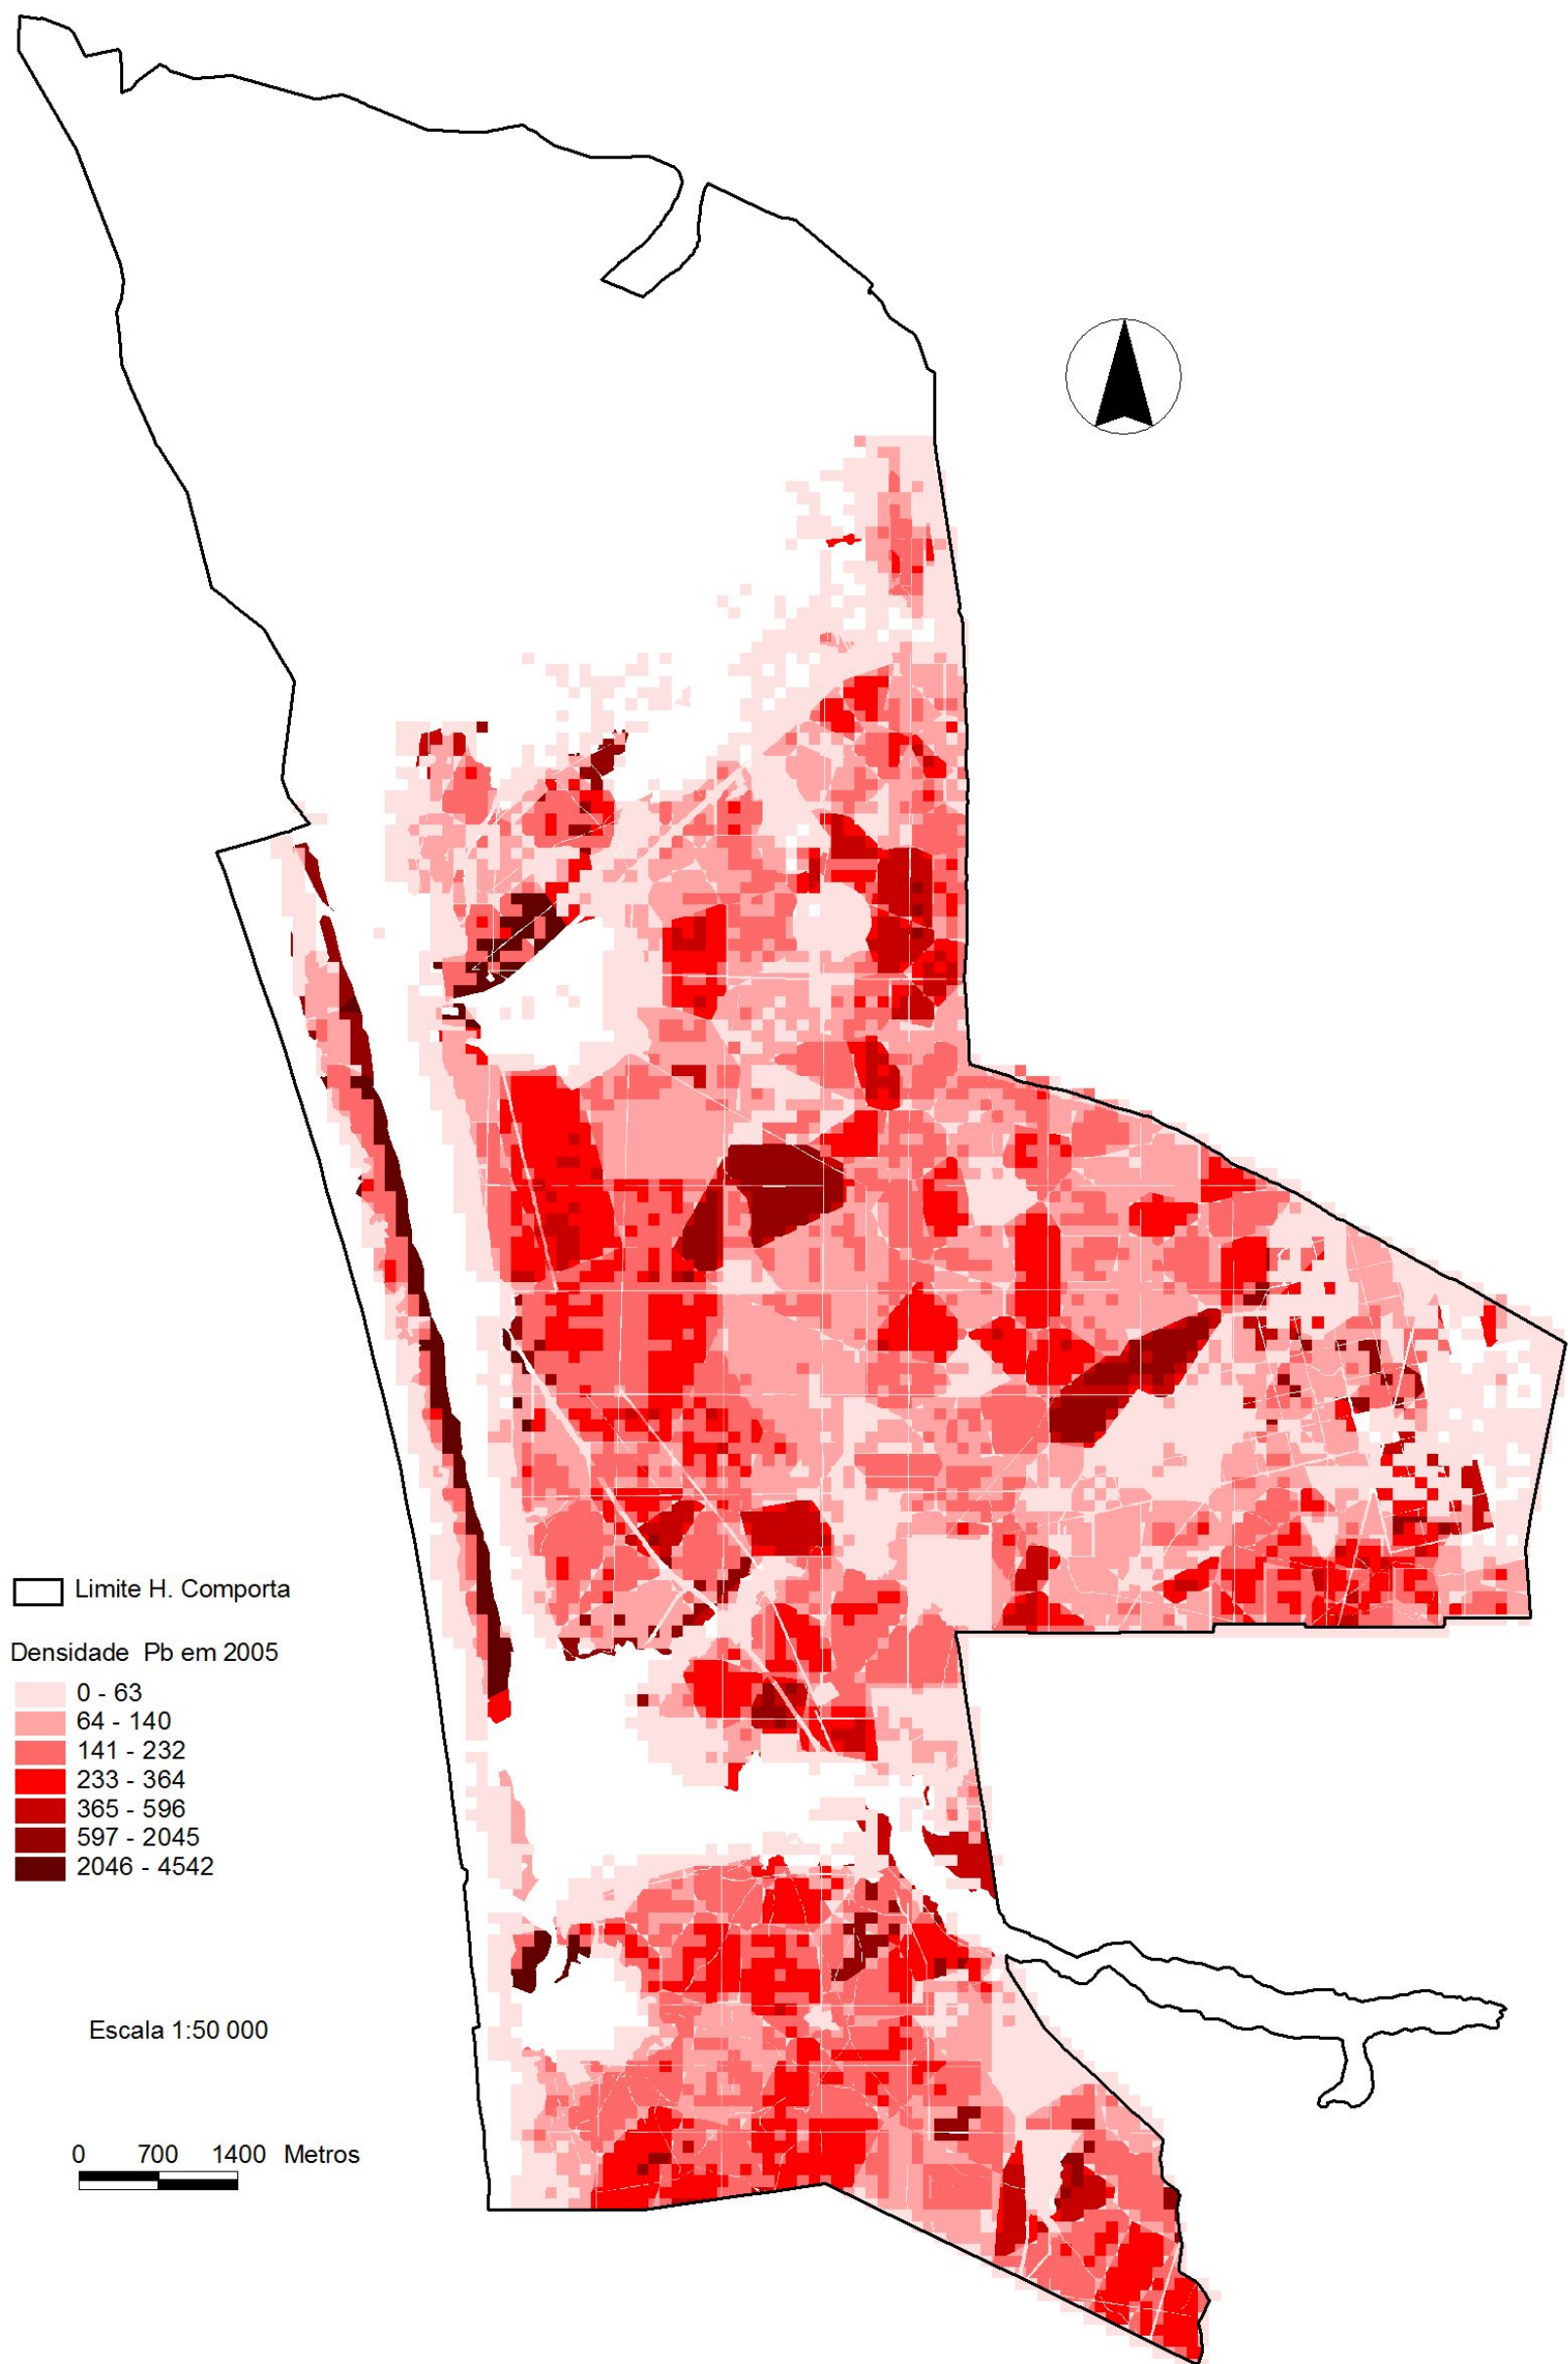 Limite H. Comporta
Densidade Pb em 2005
0 - 63
64 - 140
141 - 232
233 - 364
365 - 596
597 - 2045
2046 - 4542
Escala 1:50 000
0 700 1400 Metros